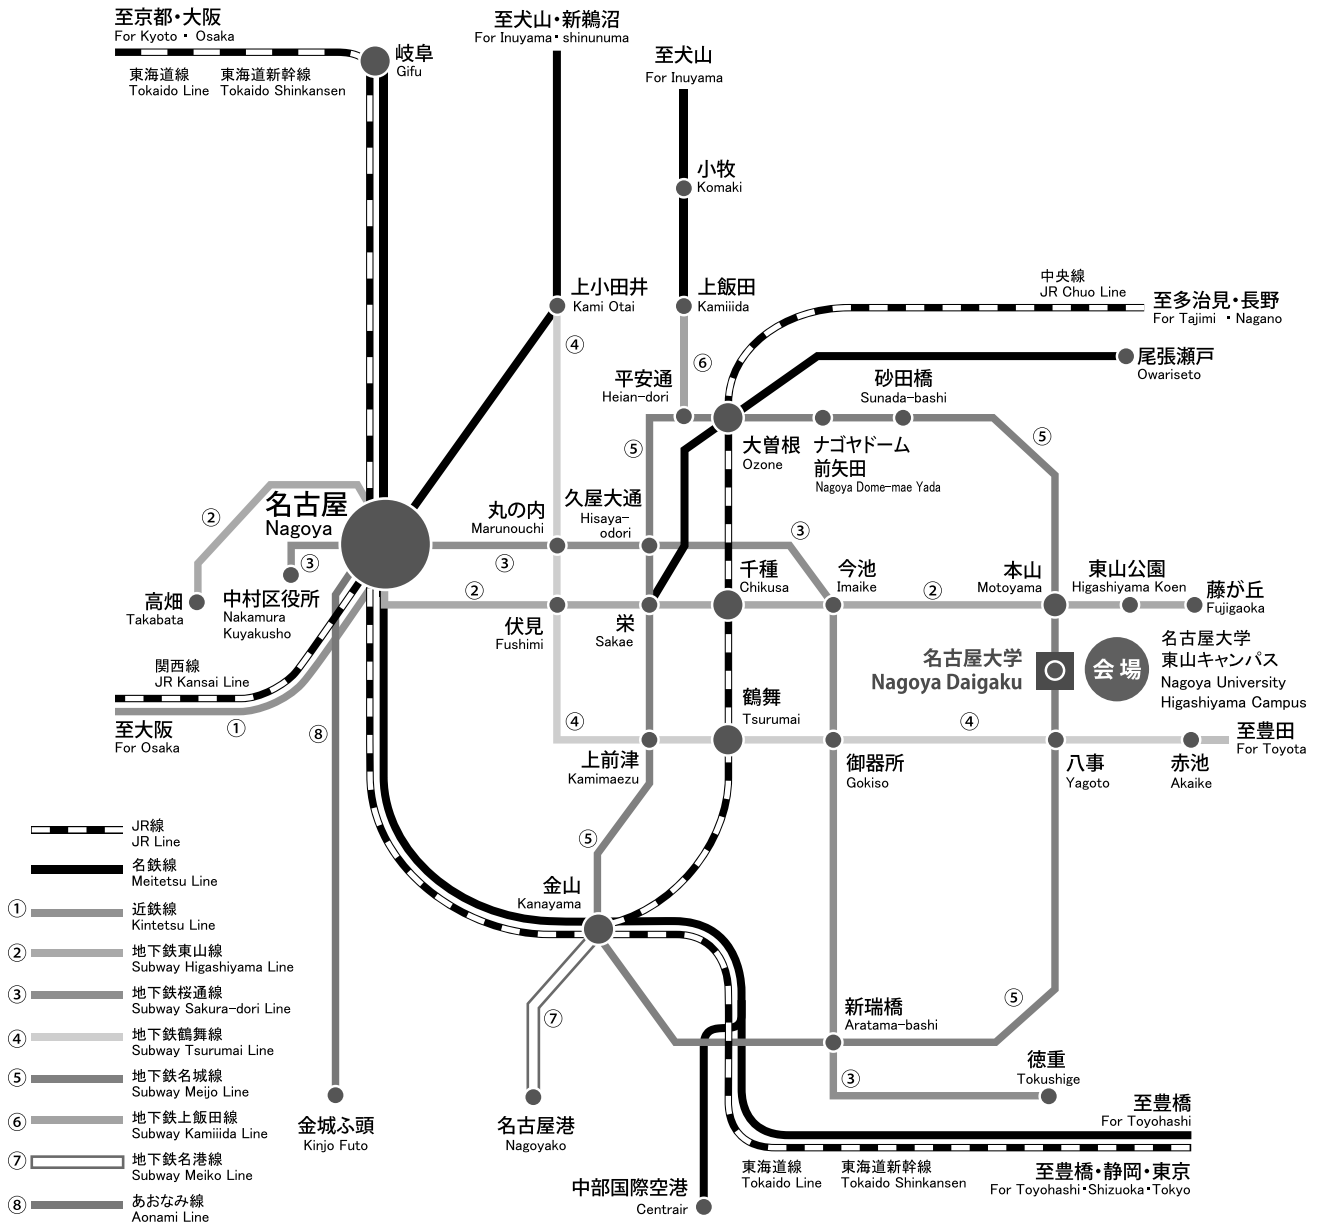 至京都・大阪
For Kyoto・Osaka
東海道線
Tokaido Line
東海道新幹線
Tokaido Shinkansen
岐阜
Gifu
至犬山・新鵜沼
For Inuyama・shinunuma
至犬山
For Inuyama
小牧
Komaki
上小田井
Kami Otai
上飯田
Kamiiida
中央線
JR Chuo Line
至多治見・長野
For Tajimi ・Nagano
④
⑥
尾張瀬戸
Owariseto
平安通
Heian-dori
砂田橋
Sunada-bashi
⑤
⑤
大曽根
Ozone
ナゴヤドーム
前矢田
Nagoya Dome-mae Yada
名古屋
Nagoya
②
③
丸の内
Marunouchi
久屋大通
Hisaya-
odori
③
③
高畑
Takabata
中村区役所
Nakamura
Kuyakusho
②
千種
Chikusa
今池
Imaike
②
本山
Motoyama
東山公園
Higashiyama Koen
藤が丘
Fujigaoka
伏見
Fushimi
栄
Sakae
名古屋大学
Nagoya Daigaku
会場
名古屋大学
東山キャンパス
Nagoya University
Higashiyama Campus
関西線
JR Kansai Line
至大阪
For Osaka
①
⑧
④
鶴舞
Tsurumai
④
至豊田
For Toyota
上前津
Kamimaezu
御器所
Gokiso
八事
Yagoto
赤池
Akaike
⑤
金山
Kanayama
⑦
⑤
新瑞橋
Aratama-bashi
③
徳重
Tokushige
金城ふ頭
Kinjo Futo
名古屋港
Nagoyako
至豊橋
For Toyohashi
中部国際空港
Centrair
東海道線
Tokaido Line
東海道新幹線
Tokaido Shinkansen
至豊橋・静岡・東京
For Toyohashi・Shizuoka・Tokyo
JR線
JR Line
名鉄線
Meitetsu Line
①
近鉄線
Kintetsu Line
②
地下鉄東山線
Subway Higashiyama Line
③
地下鉄桜通線
Subway Sakura-dori Line
④
地下鉄鶴舞線
Subway Tsurumai Line
⑤
地下鉄名城線
Subway Meijo Line
⑥
地下鉄上飯田線
Subway Kamiiida Line
⑦
地下鉄名港線
Subway Meiko Line
⑧
あおなみ線
Aonami Line